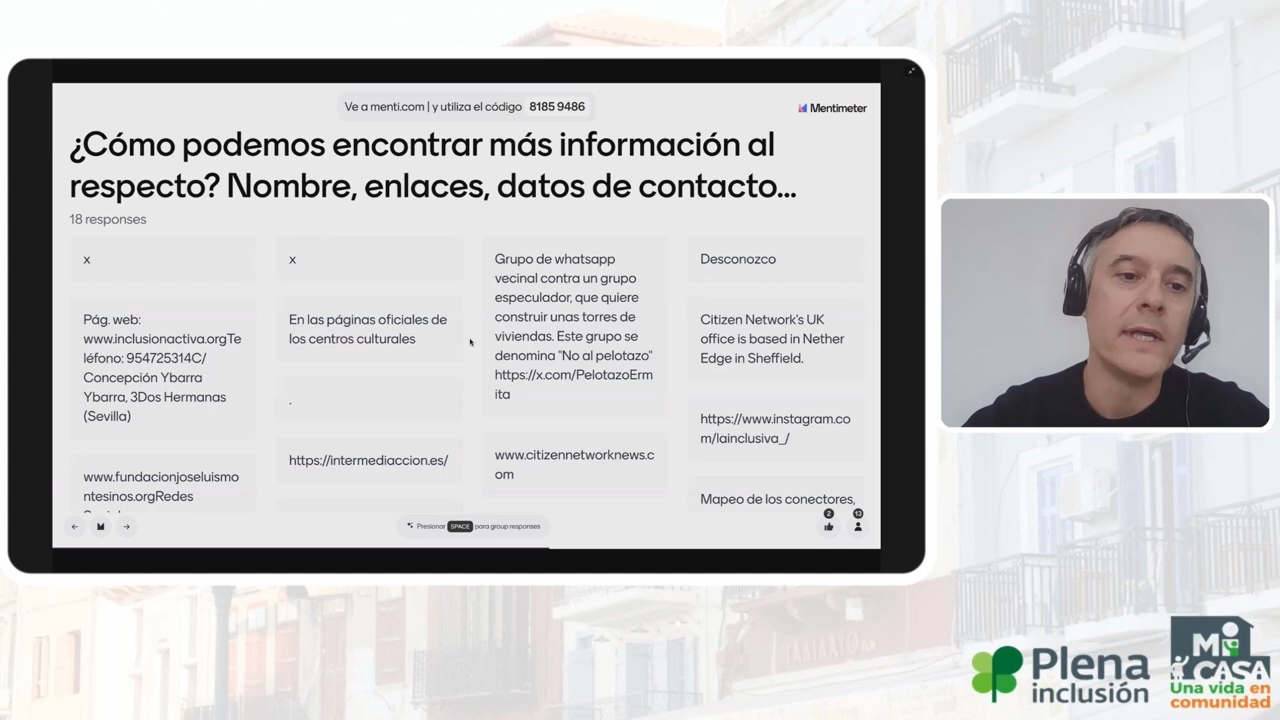 Ve a menti.com | y utiliza el código 8185 9486
Mentimeter
¿Cómo podemos encontrar más información al
respecto? Nombre, enlaces, datos de contacto...
18 responses
x
Pág. web:
www.inclusionactiva.orgTe
léfono: 954725314C/
Concepción Ybarra
Ybarra, 3Dos Hermanas
(Sevilla)
www.fundacionjoseluismo
ntesinos.orgRedes
x
En las páginas oficiales de
los centros culturales
.
https://intermediaccion.es/
Grupo de whatsapp
vecinal contra un grupo
especulador, que quiere
construir unas torres de
viviendas. Este grupo se
denomina "No al pelotazo"
https://x.com/PelotazoErm
ita
www.citizennetworknews.c
om
Desconozco
Citizen Network's UK
office is based in Nether
Edge in Sheffield.
https://www.instagram.co
m/lainclusiva_/
Mapeo de los conectores,
Presionar SPACE para group responses
2
13
Plena
inclusión
Mi
CASA
Una vida en
comunidad